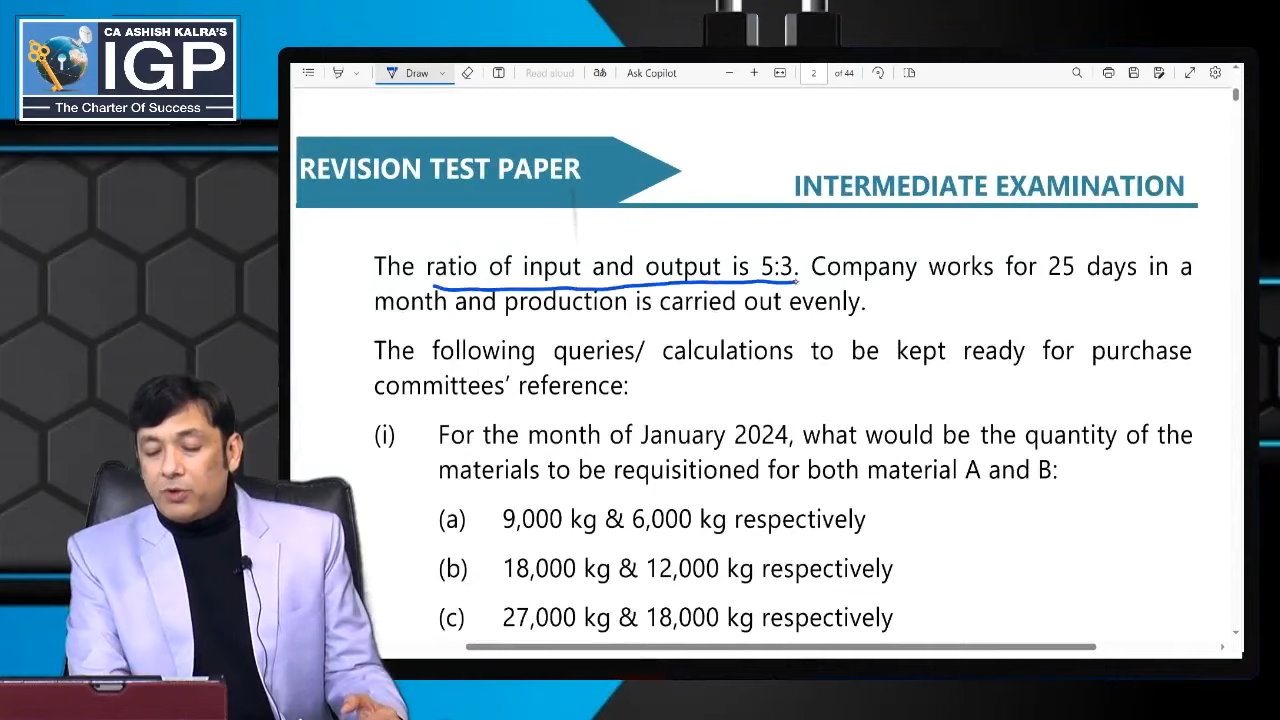 CA ASHISH KALRA'S
IGP
The Charter Of Success
Draw
Read aloud
Ask Copilot
2
of 44
REVISION TEST PAPER
INTERMEDIATE EXAMINATION
The ratio of input and output is 5:3. Company works for 25 days in a
month and production is carried out evenly.
The following queries/ calculations to be kept ready for purchase
committees' reference:
(i) For the month of January 2024, what would be the quantity of the
materials to be requisitioned for both material A and B:
(a) 9,000 kg & 6,000 kg respectively
(b) 18,000 kg & 12,000 kg respectively
(c) 27,000 kg & 18,000 kg respectively